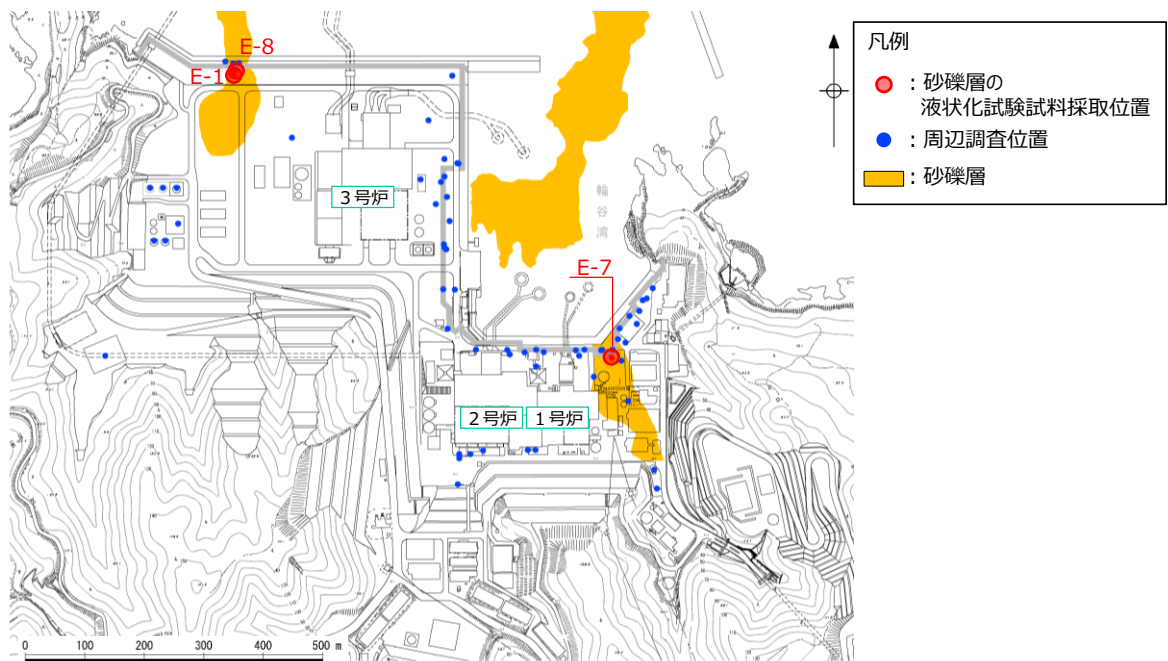 E-8
E-1
凡例
：砂礫層の
液状化試験試料採取位置
：周辺調査位置
：砂礫層
３号炉
輪谷湾
E-7
２号炉
１号炉
0 100 200 300 400 500 m